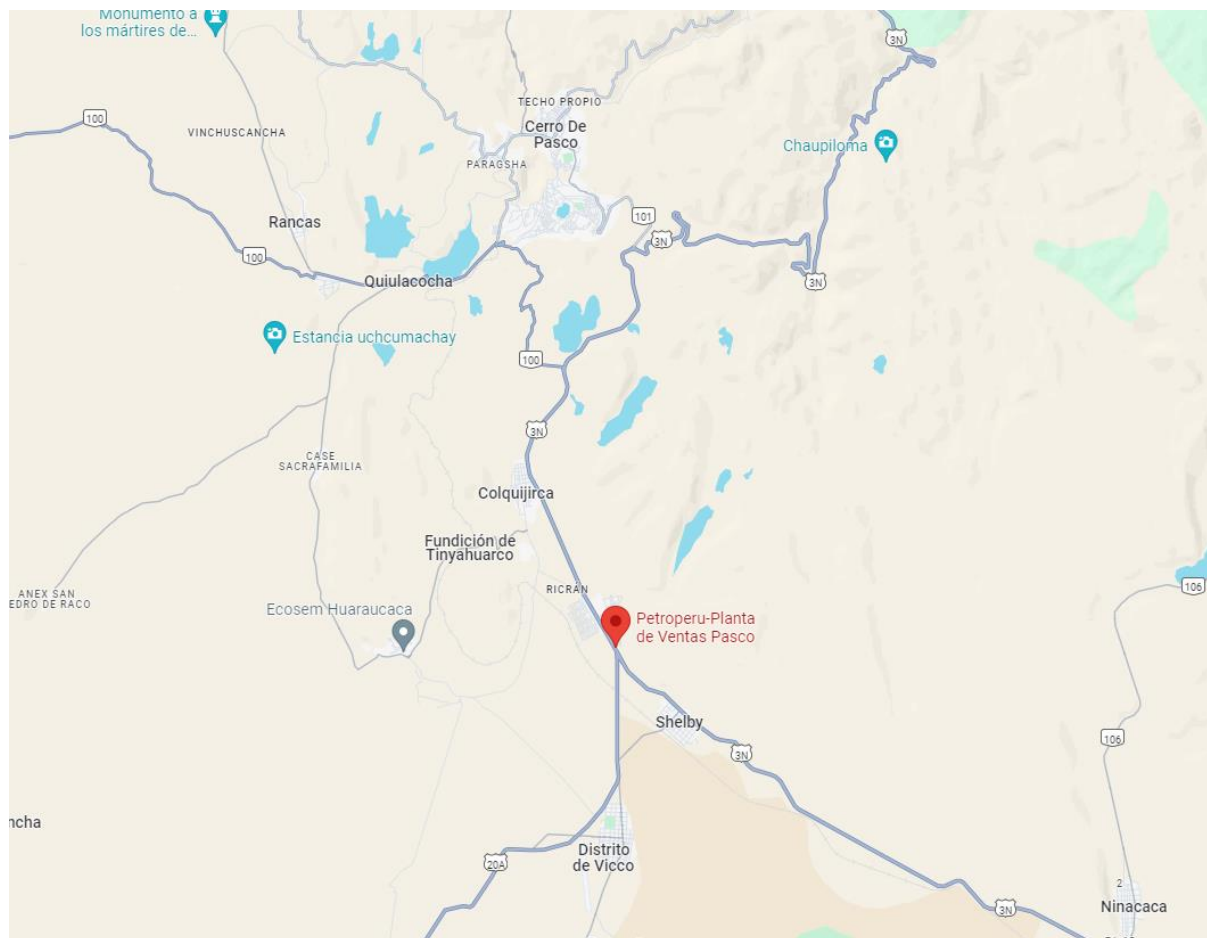 Monumento a
los mártires de...
3N
100
TECHO PROPIO
VINCHUSCANCHA
Cerro De
Pasco
Chaupiloma
PARAGSHA
Rancas
101
3N
100
Quiulacocha
3N
Estancia uchcumachay
100
3N
CASE
SACRAFAMILIA
Colquijirca
Fundición de
Tinyahuarco
RICRÁN
106
ANEX SAN
EDRO DE RACO
Ecosem Huaraucaca
Petroperu-Planta
de Ventas Pasco
Shelby
106
3N
ncha
Distrito
de Vicco
20A
2
Ninacaca
3N